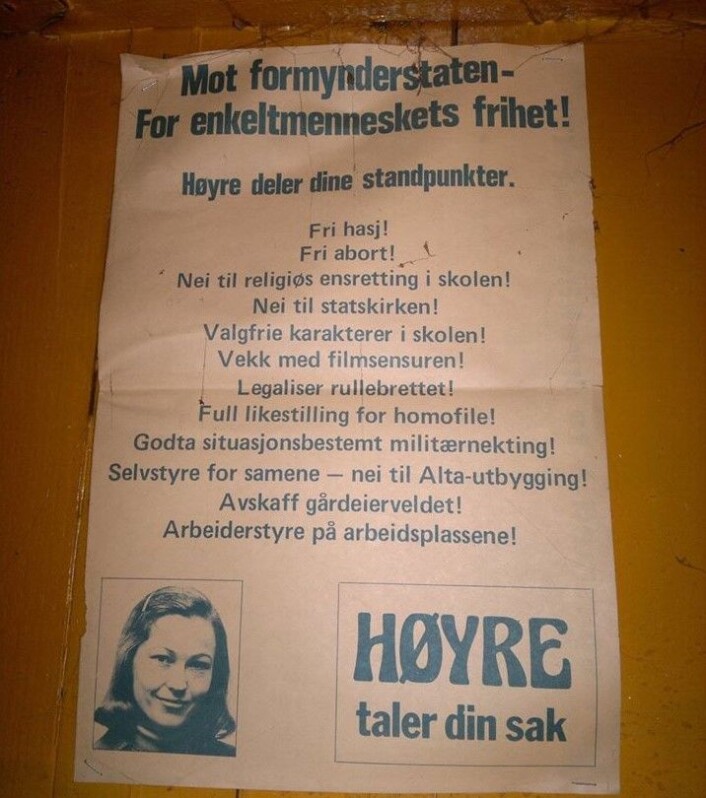 Mot formynderstaten-
For enkeltmenneskets frihet!
Høyre deler dine standpunkter.
Fri hasj!
Fri abort!
Nei til religiøs ensretting i skolen!
Nei til statskirken!
Valgfrie karakterer i skolen!
Vekk med filmsensuren!
Legaliser rullebrettet!
Full likestilling for homofile!
Godta situasjonsbestemt militærnekting!
Selvstyre for samene – nei til Alta-utbygging!
Avskaff gårdeierveldet!
Arbeiderstyre på arbeidsplassene!
HØYRE
taler din sak